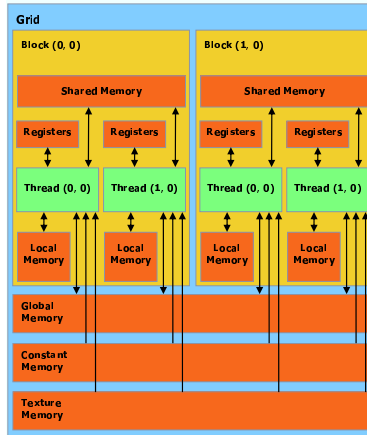 Grid
Block (0, 0)
Block (1, 0)
Shared Memory
Shared Memory
Registers
Registers
Registers
Registers
Thread (0, 0)
Thread (1, 0)
Thread (0, 0)
Thread (1, 0)
Local
Memory
Local
Memory
Local
Memory
Local
Memory
Global
Memory
Constant
Memory
Texture
Memory